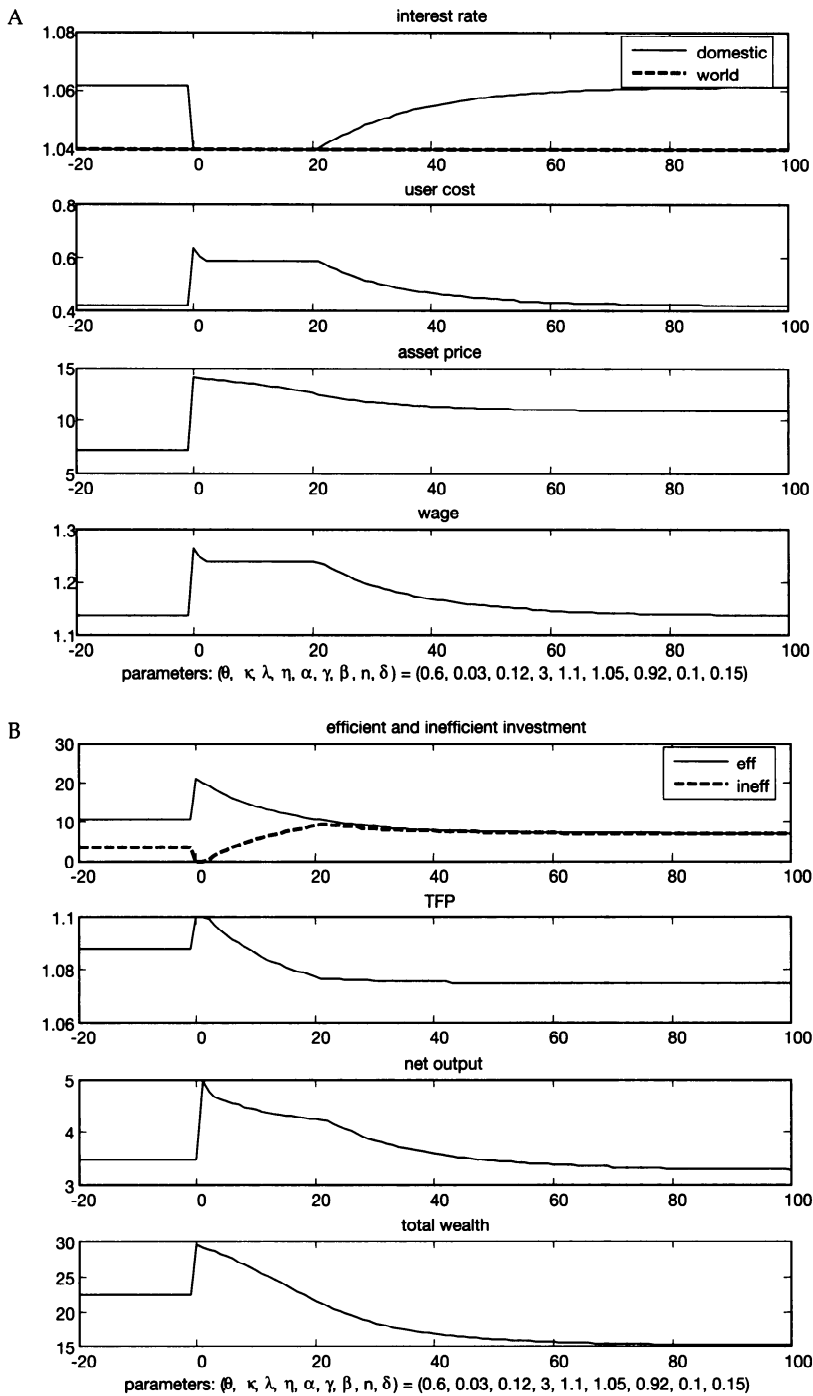 A
interest rate
1.08
1.06
1.04
domestic
world
-20 0 20 40 60 80 100
user cost
0.8
0.6
0.4
-20 0 20 40 60 80 100
asset price
15
10
5
-20 0 20 40 60 80 100
wage
1.3
1.2
1.1
-20 0 20 40 60 80 100
parameters: (θ, κ, λ, η, α, γ, β, n, δ) = (0.6, 0.03, 0.12, 3, 1.1, 1.05, 0.92, 0.1, 0.15)
B
efficient and inefficient investment
30
20
10
0
eff
ineff
-20 0 20 40 60 80 100
TFP
1.1
1.08
1.06
-20 0 20 40 60 80 100
net output
5
4
3
-20 0 20 40 60 80 100
total wealth
30
25
20
15
-20 0 20 40 60 80 100
parameters: (θ, κ, λ, η, α, γ, β, n, δ) = (0.6, 0.03, 0.12, 3, 1.1, 1.05, 0.92, 0.1, 0.15)